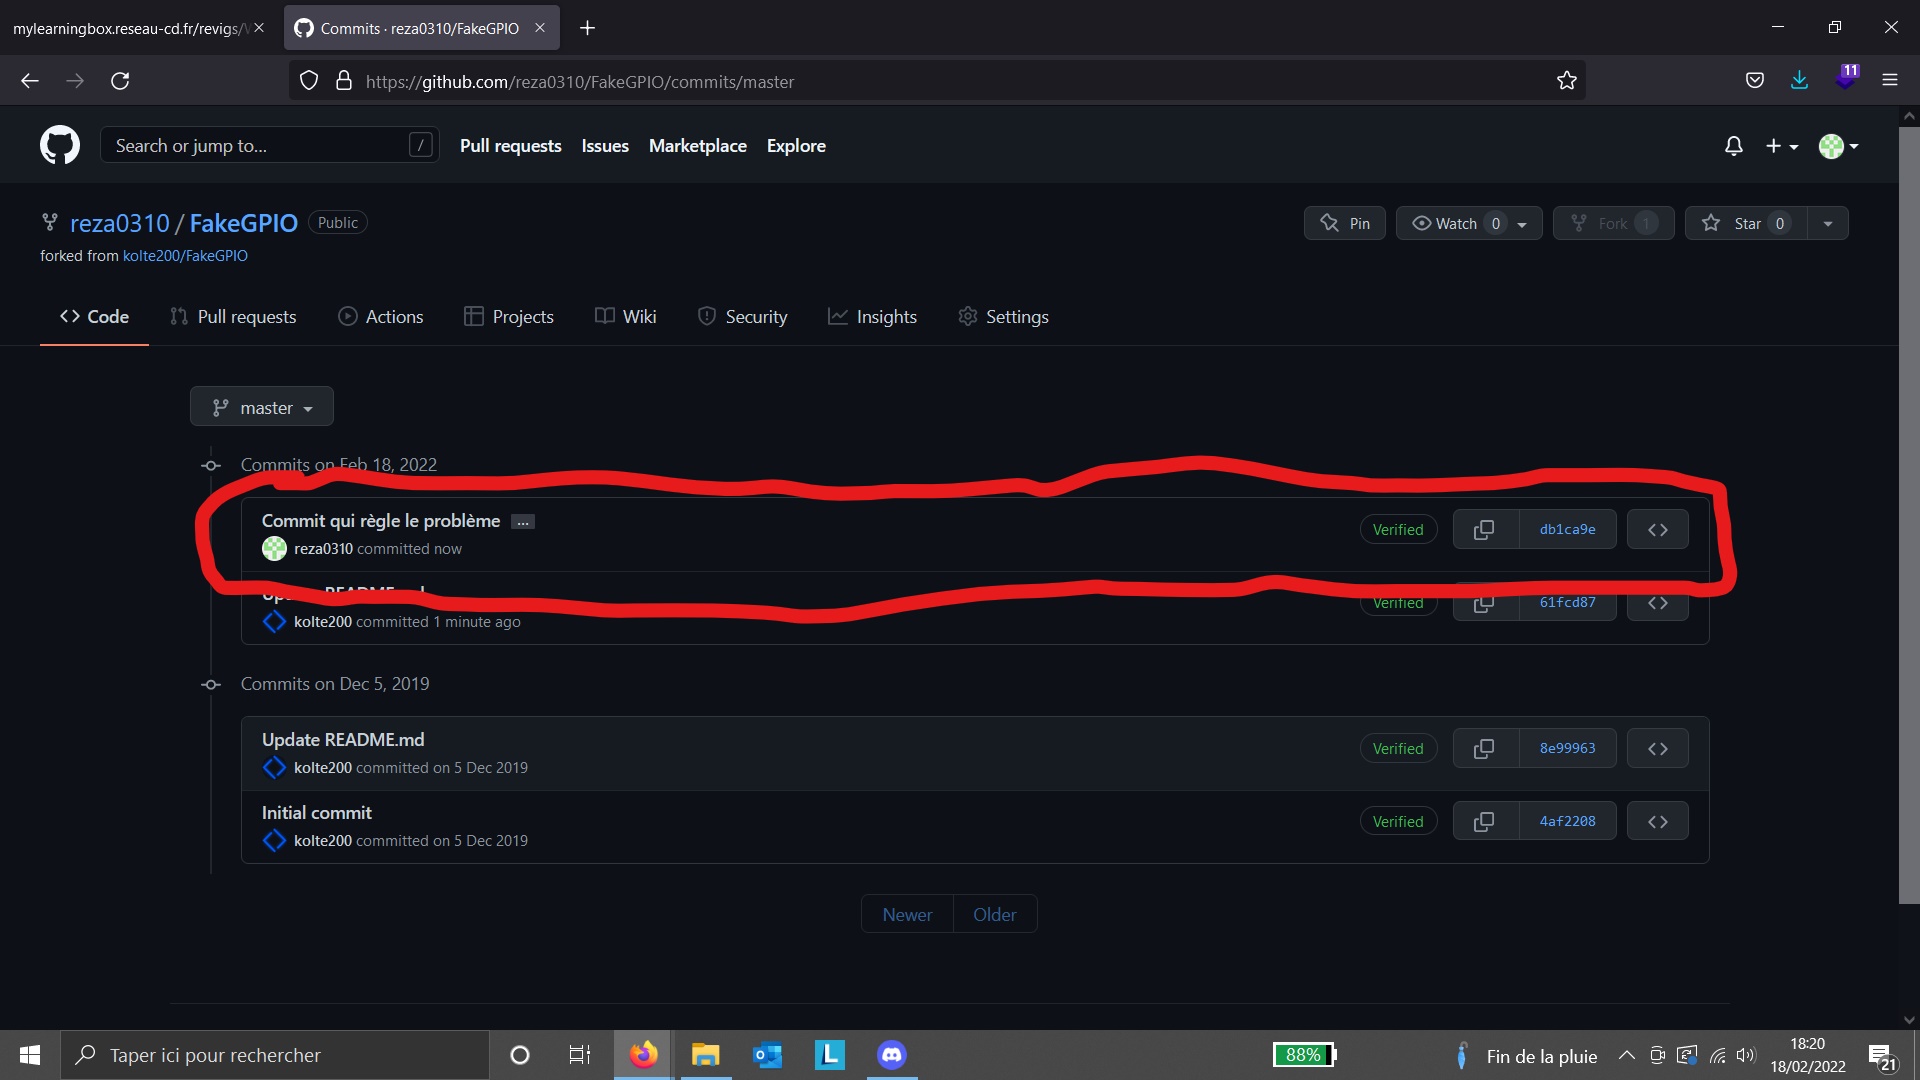 mylearningbox.reseau-cd.fr/revigs/
Commits · reza0310/FakeGPIO
https://github.com/reza0310/FakeGPIO/commits/master
11
Search or jump to...
/
Pull requests
Issues
Marketplace
Explore
reza0310 / FakeGPIO
Public
forked from kolte200/FakeGPIO
Pin
Watch 0
Fork 1
Star 0
Code
Pull requests
Actions
Projects
Wiki
Security
Insights
Settings
master
Commits on Feb 18, 2022
Commit qui règle le problème ...
reza0310 committed now
Verified
db1ca9e
Update README.md
kolte200 committed 1 minute ago
Verified
61fcd87
Commits on Dec 5, 2019
Update README.md
kolte200 committed on 5 Dec 2019
Verified
8e99963
Initial commit
kolte200 committed on 5 Dec 2019
Verified
4af2208
Newer
Older
Taper ici pour rechercher
L
88%
Fin de la pluie
18:20
18/02/2022
21